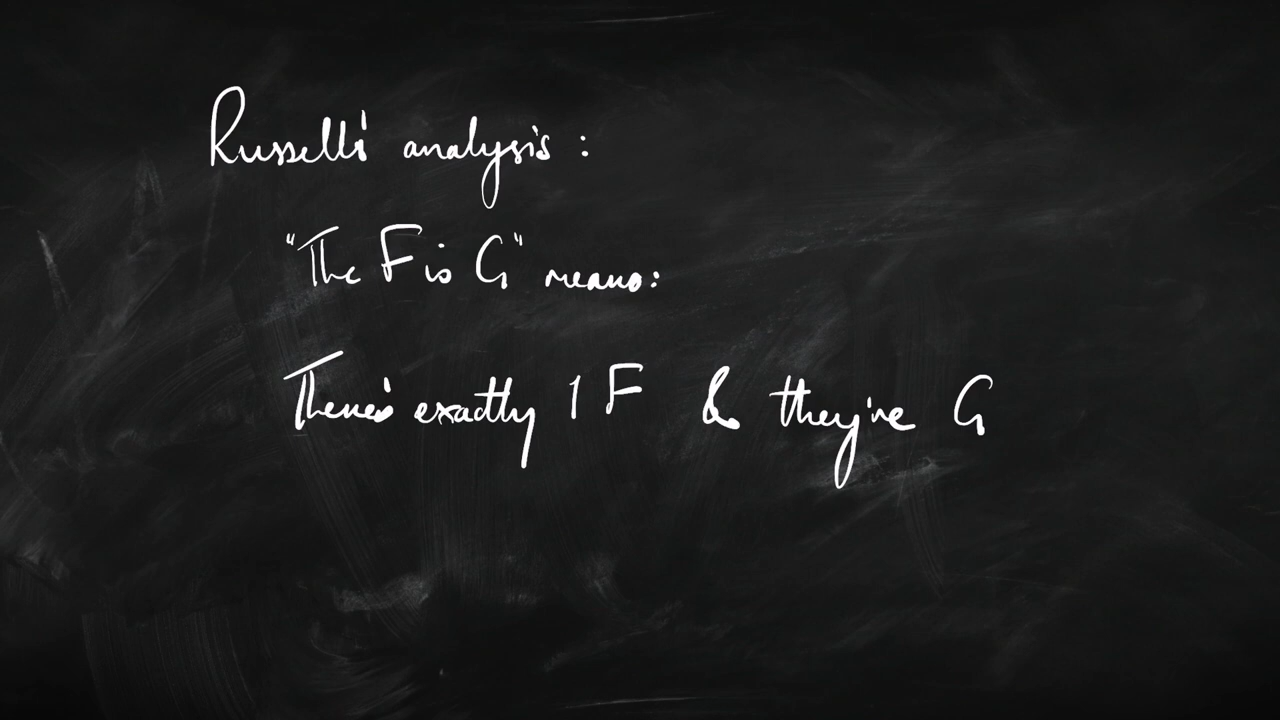 Russell's analysis :
"The F is G" means:
There's exactly 1 F & they're G